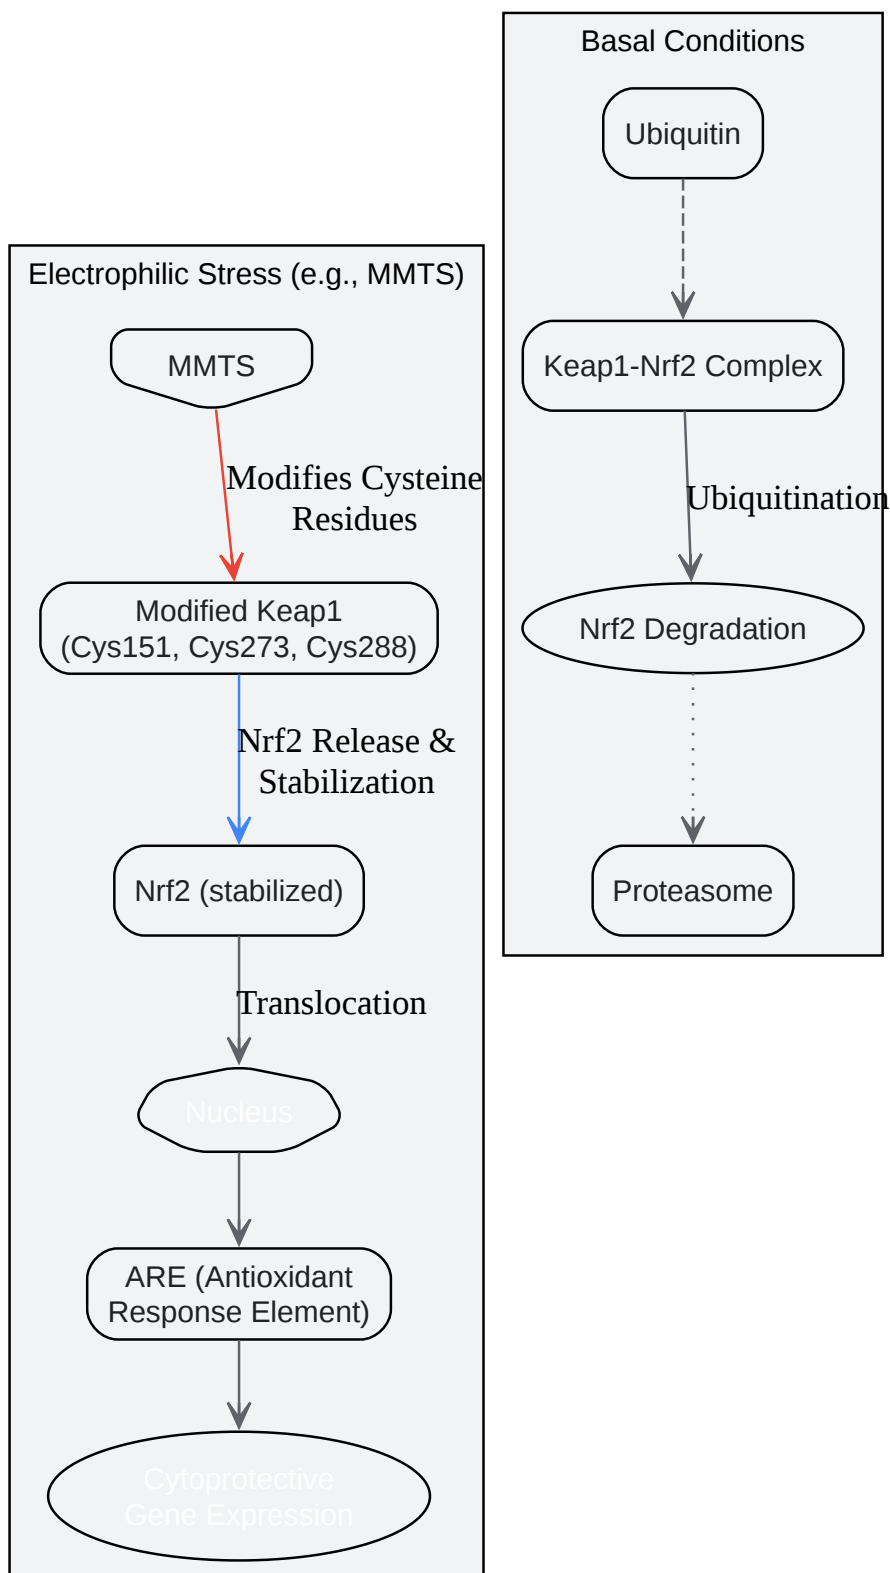 Basal Conditions
Ubiquitin
Keap1-Nrf2 Complex
Ubiquitination
Nrf2 Degradation
Proteasome
Electrophilic Stress (e.g., MMTS)
MMTS
Modifies Cysteine
Residues
Modified Keap1
(Cys151, Cys273, Cys288)
Nrf2 Release &
Stabilization
Nrf2 (stabilized)
Translocation
Nucleus
ARE (Antioxidant
Response Element)
Cytoprotective
Gene Expression